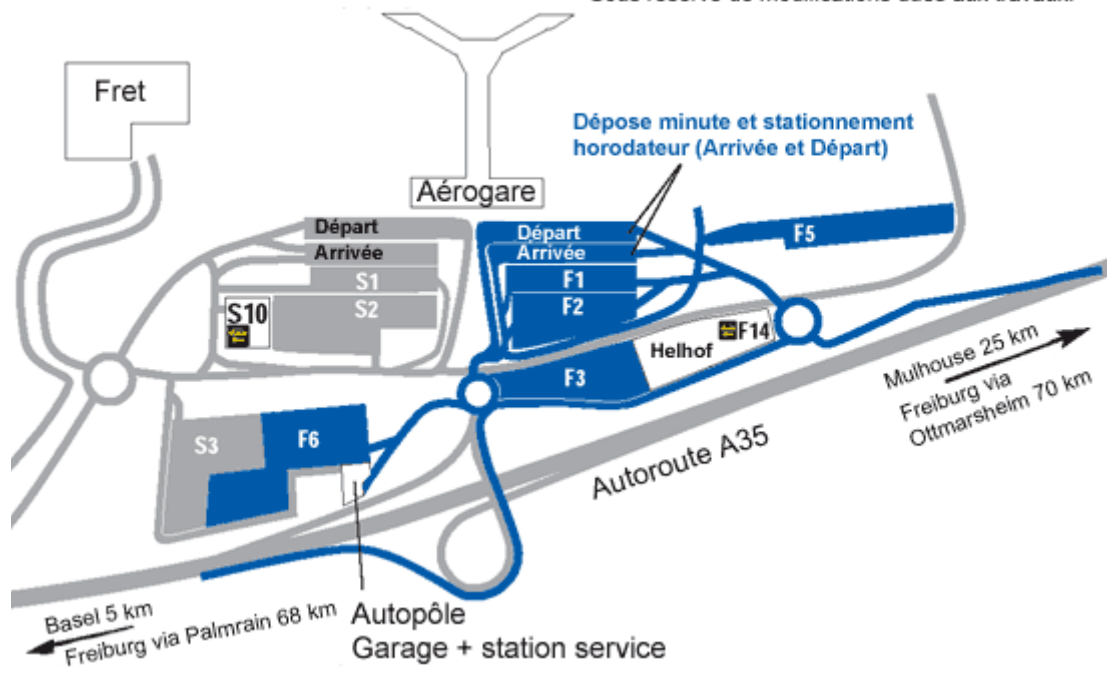 Fret
Dépose minute et stationnement
horodateur (Arrivée et Départ)
Aérogare
Départ
Arrivée
S1
S2
S10
Départ
Arrivée
F1
F2
F5
F14
Helhof
F3
S3
F6
Mulhouse 25 km
Freiburg via
Ottmarsheim 70 km
Autoroute A35
Basel 5 km
Freiburg via Palmrain 68 km
Autopôle
Garage + station service